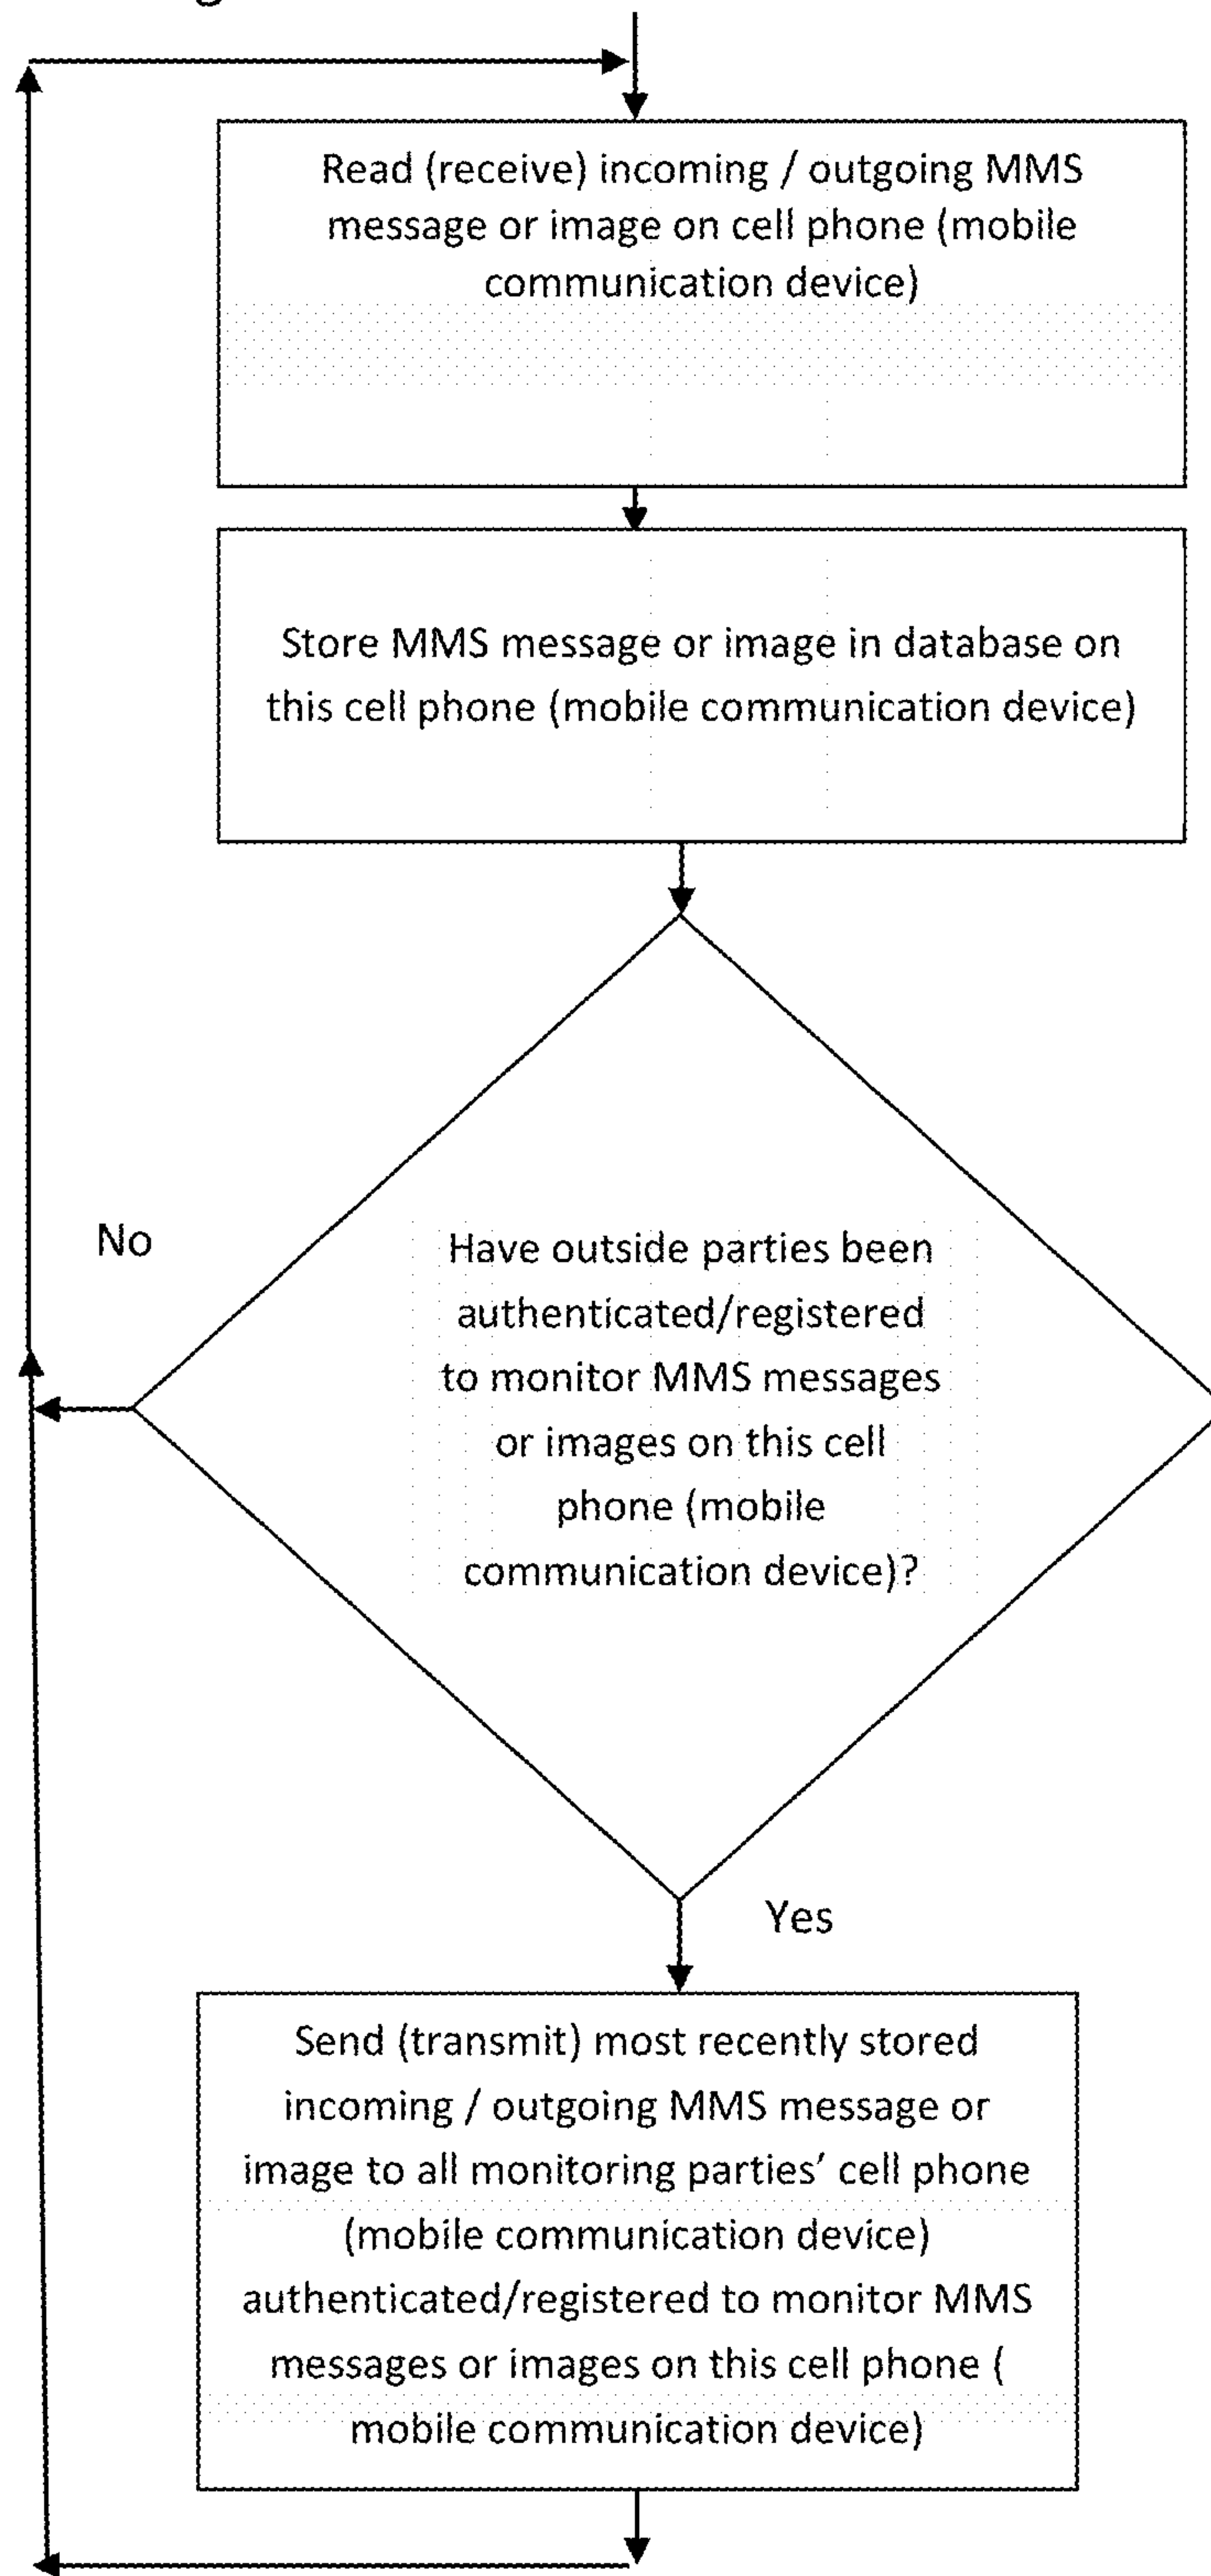 Read (receive) incoming / outgoing MMS
message or image on cell phone (mobile
communication device)
Store MMS message or image in database on
this cell phone (mobile communication device)
No
Have outside parties been
authenticated/registered
to monitor MMS messages
or images on this cell
phone (mobile
communication device)?
Yes
Send (transmit) most recently stored
incoming / outgoing MMS message or
image to all monitoring parties' cell phone
(mobile communication device)
authenticated/registered to monitor MMS
messages or images on this cell phone (
mobile communication device)